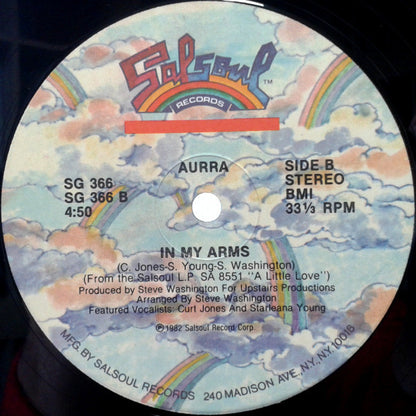 Salsoul™
RECORDS
AURRA
SG 366
SG 366 B
4:50
SIDE B
STEREO
BMI
33⅓ RPM
IN MY ARMS
(C. Jones-S. Young-S. Washington)
(From the Salsoul L.P. SA 8551 "A Little Love")
Produced by Steve Washington For Upstairs Productions
Arranged By Steve Washington
Featured Vocalists: Curt Jones And Starleana Young
℗1982 Salsoul Record Corp.
MFG. BY SALSOUL RECORDS 240 MADISON AVE., NY., NY 10016